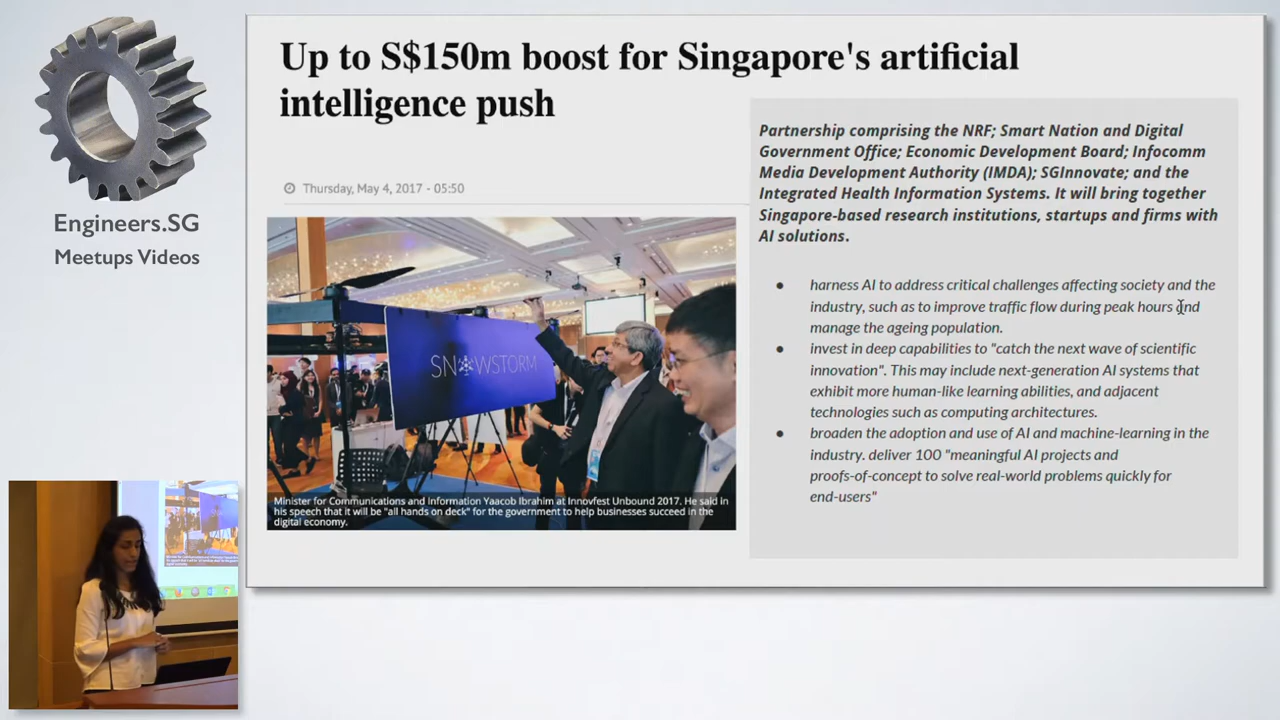 Engineers.SG
Meetups Videos
Up to S$150m boost for Singapore's artificial
intelligence push
Thursday, May 4, 2017 - 05:50
SNOWSTORM
Minister for Communications and Information Yaacob Ibrahim at Innovfest Unbound 2017. He said in
his speech that it will be "all hands on deck" for the government to help businesses succeed in the
digital economy.
Partnership comprising the NRF; Smart Nation and Digital
Government Office; Economic Development Board; Infocomm
Media Development Authority (IMDA); SGInnovate; and the
Integrated Health Information Systems. It will bring together
Singapore-based research institutions, startups and firms with
AI solutions.
● harness AI to address critical challenges affecting society and the
industry, such as to improve traffic flow during peak hours and
manage the ageing population.
● invest in deep capabilities to "catch the next wave of scientific
innovation". This may include next-generation AI systems that
exhibit more human-like learning abilities, and adjacent
technologies such as computing architectures.
● broaden the adoption and use of AI and machine-learning in the
industry. deliver 100 "meaningful AI projects and
proofs-of-concept to solve real-world problems quickly for
end-users"